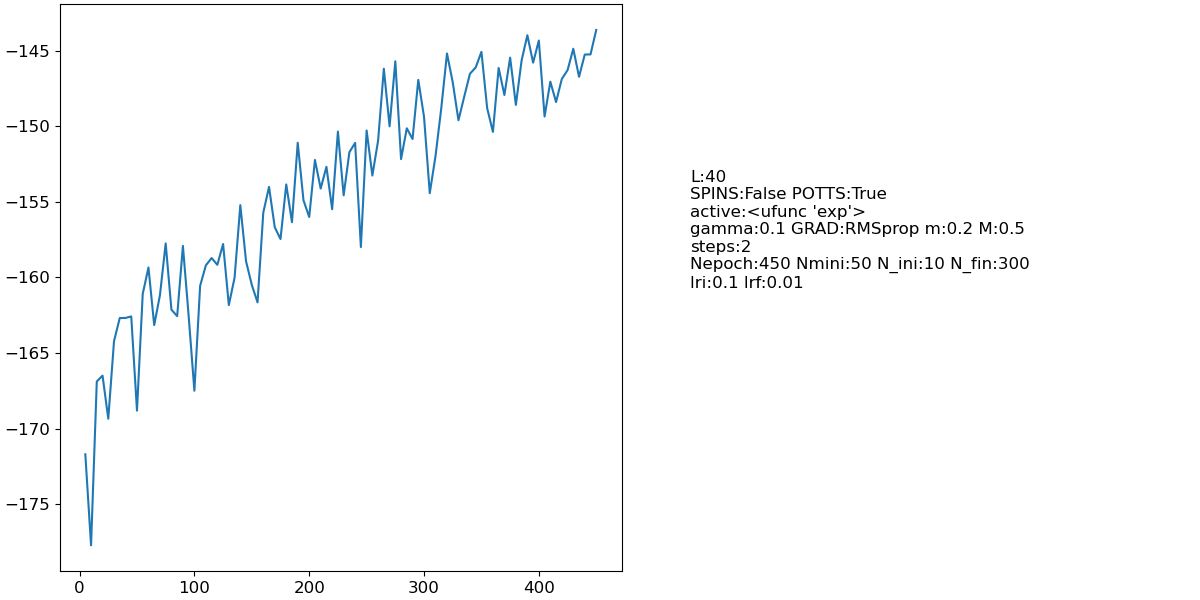 −145
−150
−155
−160
−165
−170
−175
0 100 200 300 400
L:40
SPINS:False POTTS:True
active:<ufunc 'exp'>
gamma:0.1 GRAD:RMSprop m:0.2 M:0.5
steps:2
Nepoch:450 Nmini:50 N_ini:10 N_fin:300
lri:0.1 lrf:0.01